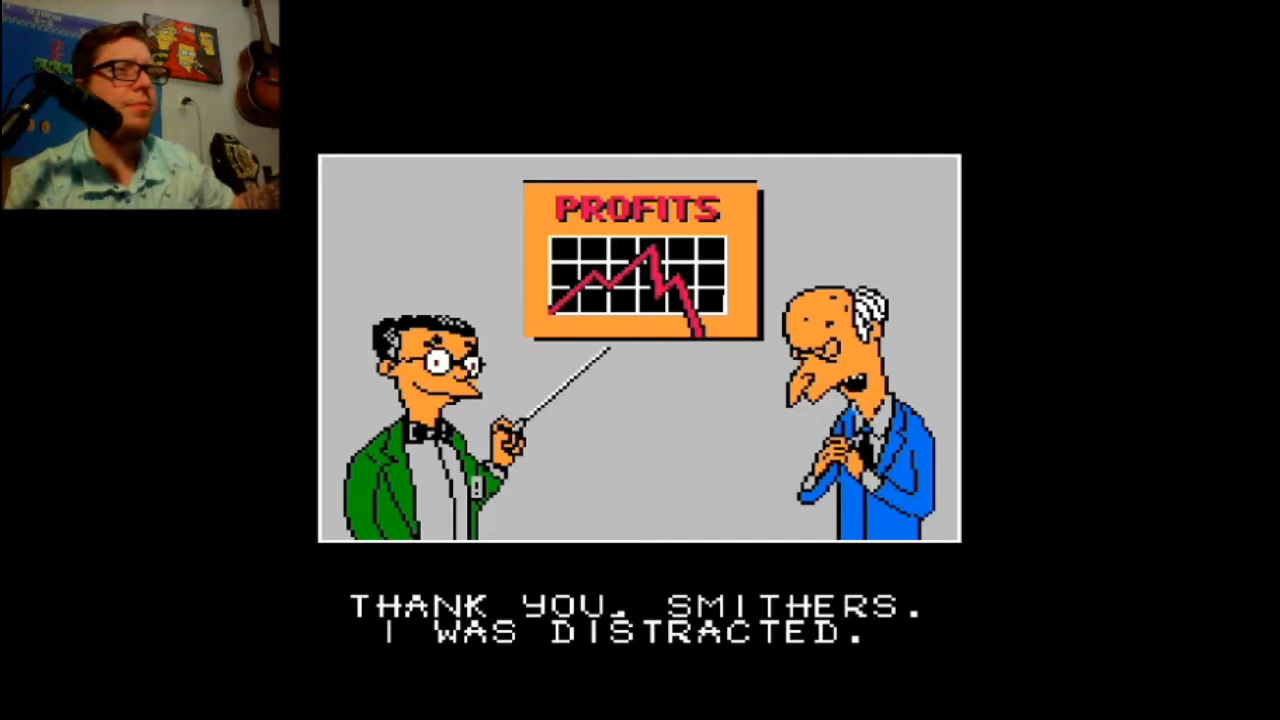 PROFITS
THANK YOU, SMITHERS.
I WAS DISTRACTED.